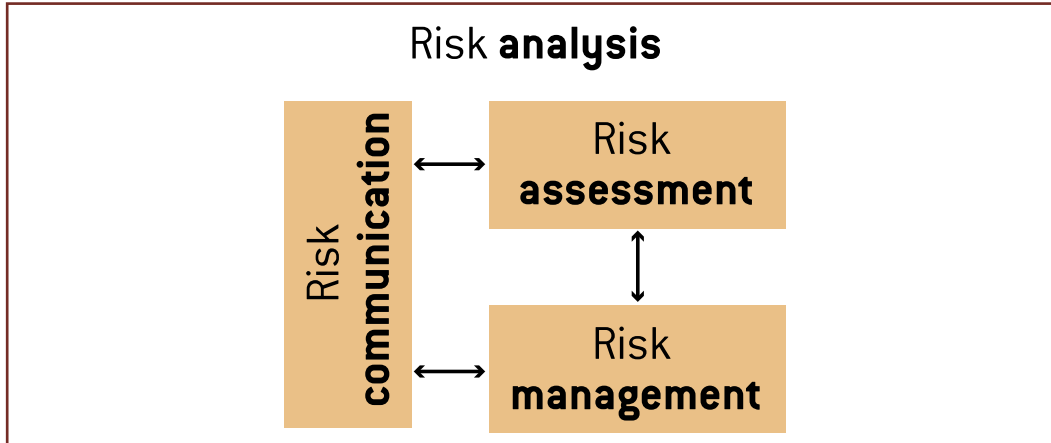 Risk analysis
Risk
communication
Risk
assessment
Risk
management